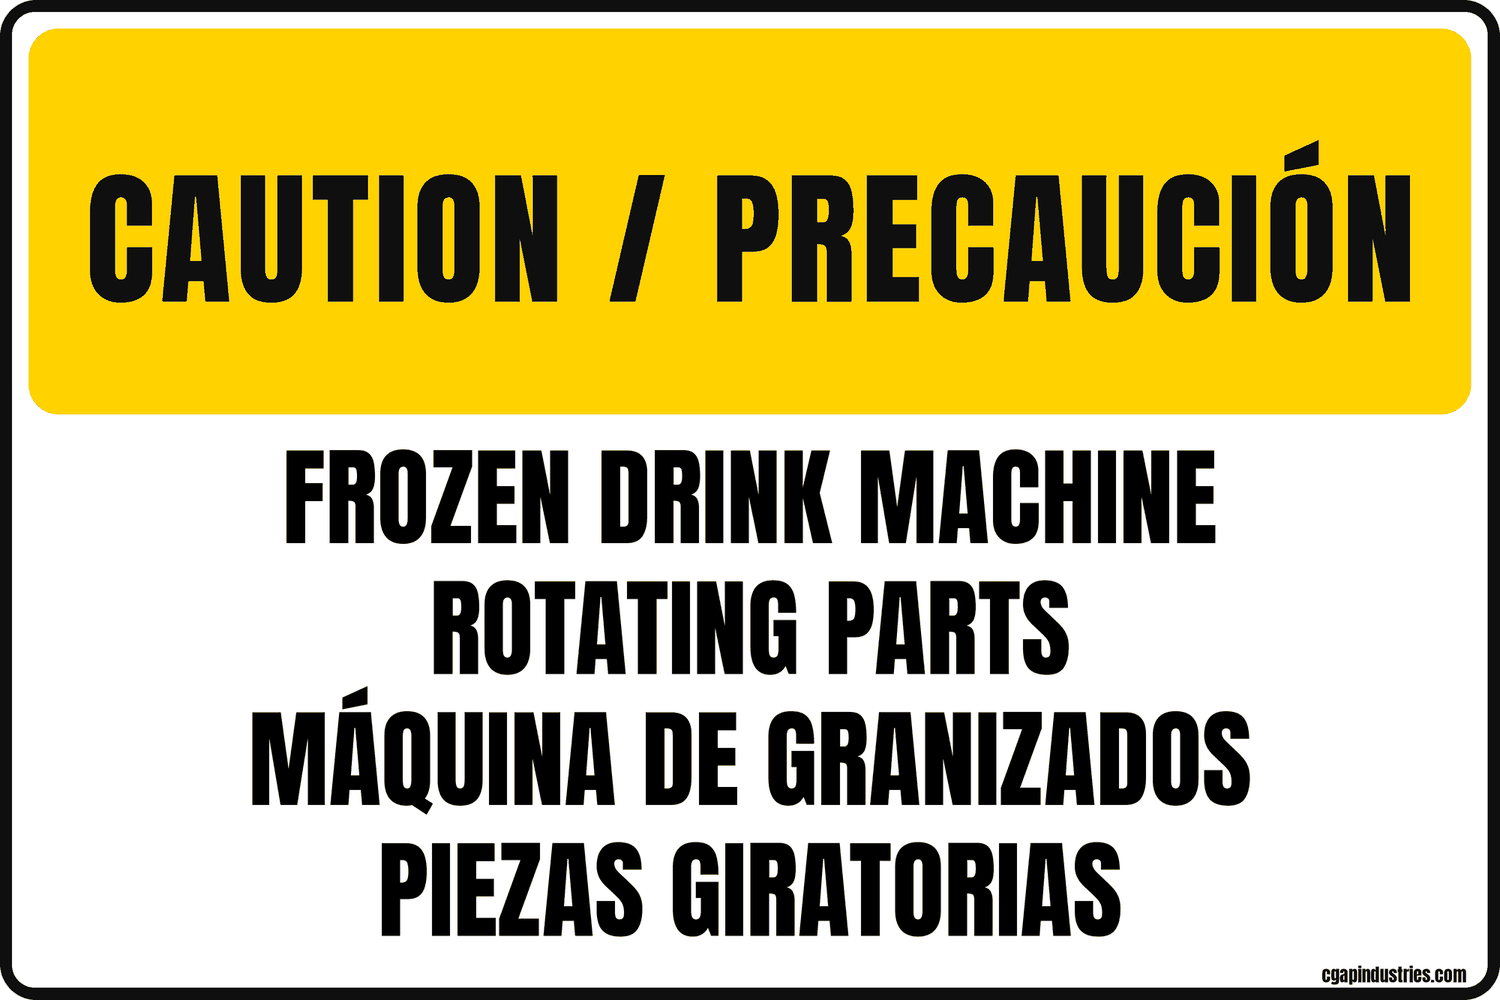 CAUTION / PRECAUCIÓN
FROZEN DRINK MACHINE
ROTATING PARTS
MÁQUINA DE GRANIZADOS
PIEZAS GIRATORIAS
cgapindustries.com